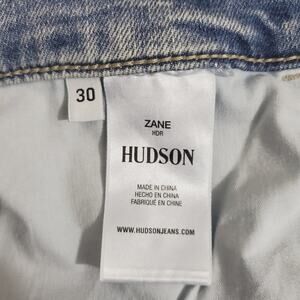 30
ZANE
HDR
HUDSON
MADE IN CHINA
HECHO EN CHINA
FABRIQUÉ EN CHINE
WWW.HUDSONJEANS.COM